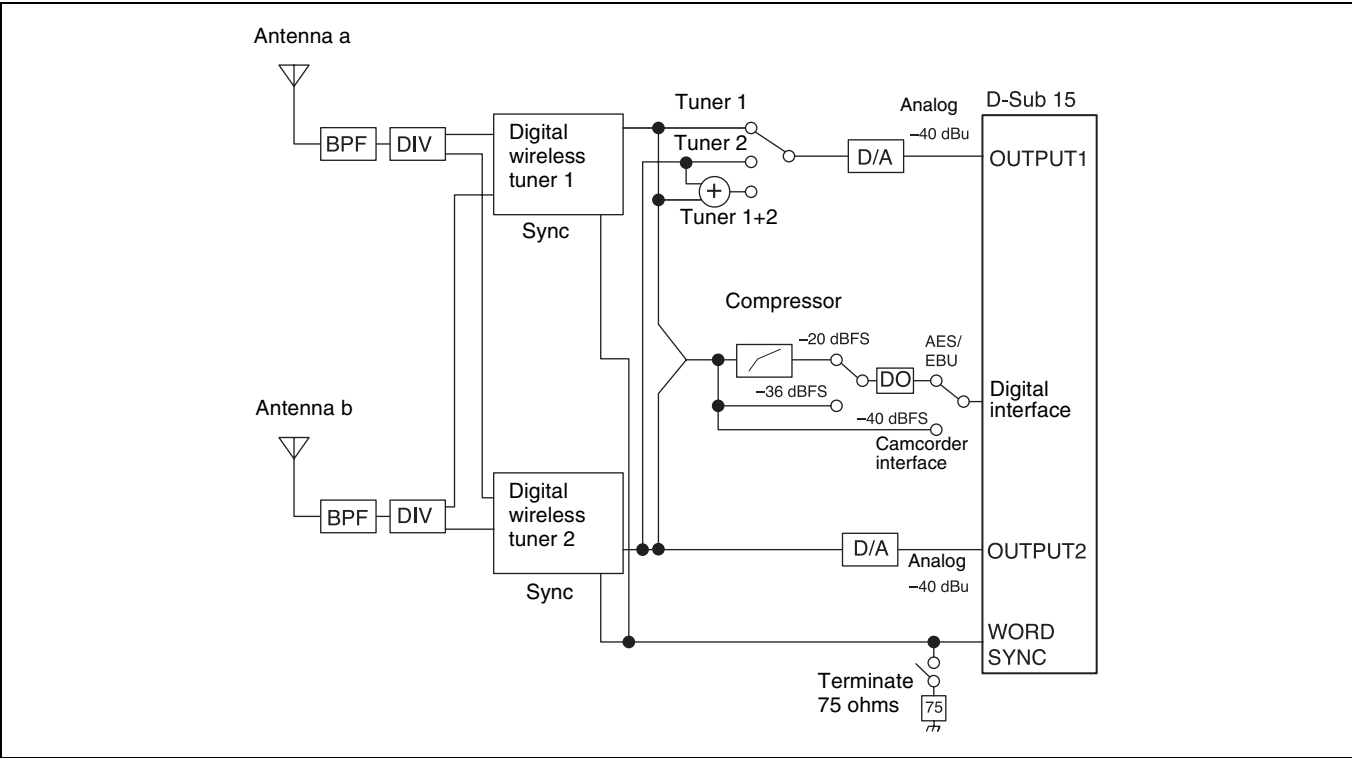 Antenna a
BPF
DIV
Digital
wireless
tuner 1
Sync
Tuner 1
Tuner 2
+
Tuner 1+2
D/A
Analog
–40 dBu
D-Sub 15
OUTPUT1
Compressor
–20 dBFS
–36 dBFS
–40 dBFS
DO
AES/
EBU
Camcorder
interface
Digital
interface
Antenna b
BPF
DIV
Digital
wireless
tuner 2
Sync
D/A
Analog
–40 dBu
OUTPUT2
WORD
SYNC
Terminate
75 ohms
75